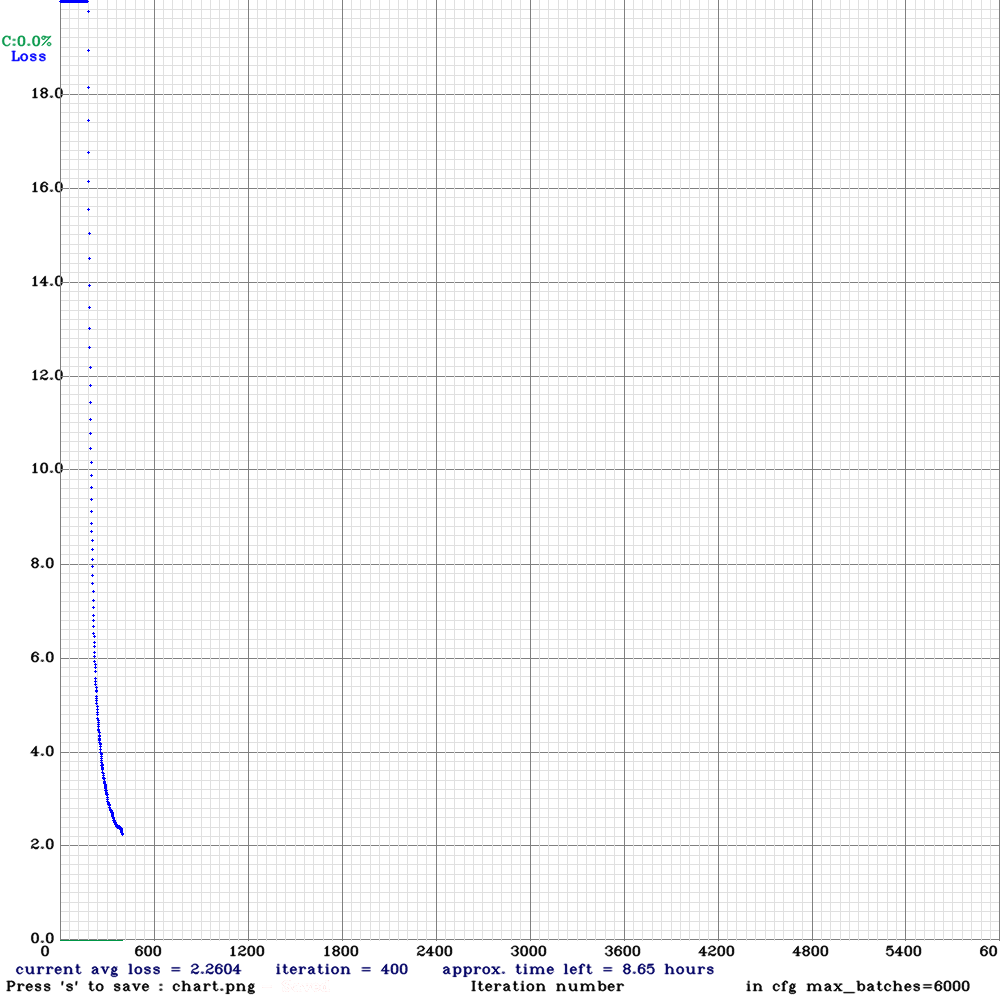 C:0.0%
Loss
18.0
16.0
14.0
12.0
10.0
8.0
6.0
4.0
2.0
0.0
0 600 1200 1800 2400 3000 3600 4200 4800 5400 60
current avg loss = 2.2604 iteration = 400 approx. time left = 8.65 hours
Press 's' to save : chart.png Iteration number in cfg max_batches=6000